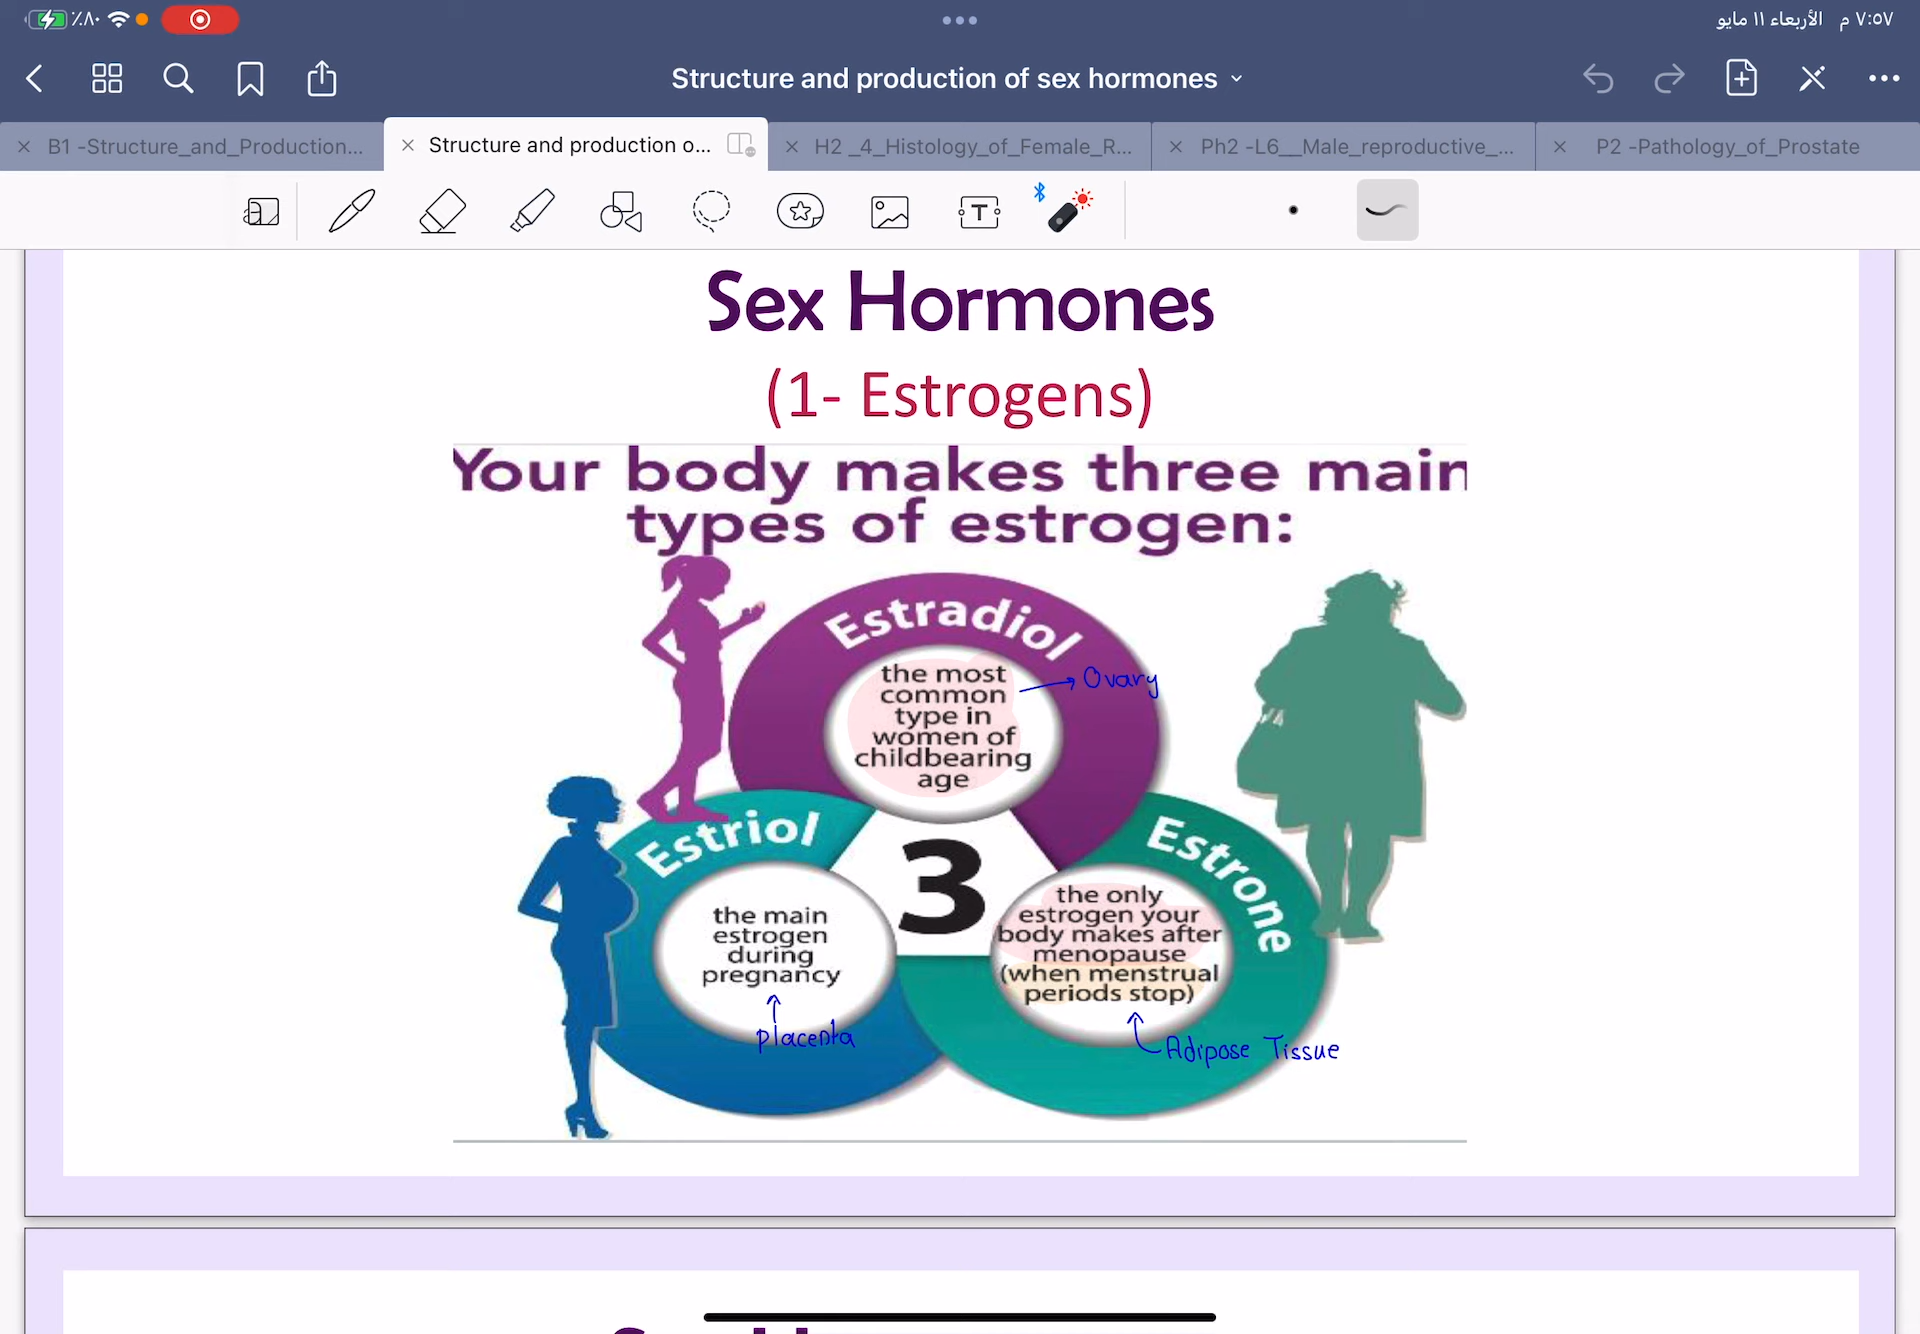 ٪٨٠
٧:٥٧ م الأربعاء ١١ مايو
Structure and production of sex hormones
B1 -Structure_and_Production...
Structure and production o...
H2 _4_Histology_of_Female_R...
Ph2 -L6__Male_reproductive_...
P2 -Pathology_of_Prostate
Sex Hormones
(1- Estrogens)
Your body makes three main
types of estrogen:
Estradiol
the most
common
type in
women of
childbearing
age
Ovary
Estriol
the main
estrogen
during
pregnancy
placenta
3
Estrone
the only
estrogen your
body makes after
menopause
(when menstrual
periods stop)
Adipose Tissue